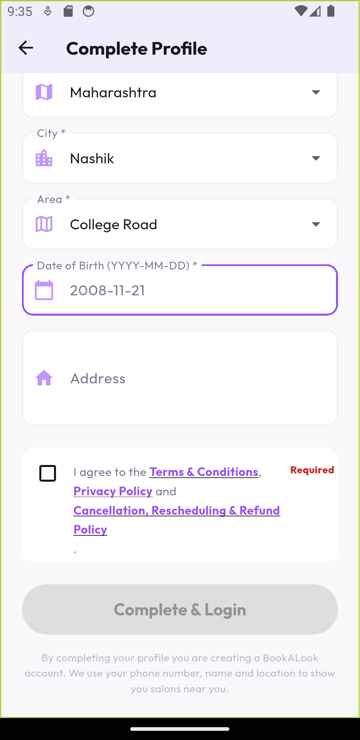 9:35
Complete Profile
Maharashtra
City *
Nashik
Area *
College Road
Date of Birth (YYYY-MM-DD) *
2008-11-21
Address
I agree to the Terms & Conditions, Required
Privacy Policy and
Cancellation, Rescheduling & Refund
Policy
.
Complete & Login
By completing your profile you are creating a BookALook
account. We use your phone number, name and location to show
you salons near you.